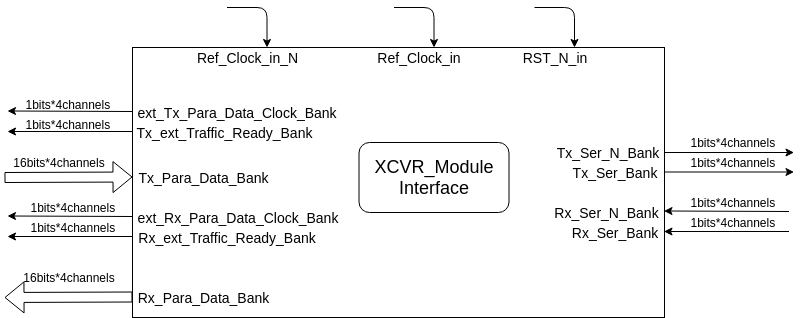 Ref_Clock_in_N
Ref_Clock_in
RST_N_in
1bits*4channels
ext_Tx_Para_Data_Clock_Bank
1bits*4channels
Tx_ext_Traffic_Ready_Bank
16bits*4channels
Tx_Para_Data_Bank
1bits*4channels
ext_Rx_Para_Data_Clock_Bank
1bits*4channels
Rx_ext_Traffic_Ready_Bank
16bits*4channels
Rx_Para_Data_Bank
XCVR_Module
Interface
Tx_Ser_N_Bank
1bits*4channels
Tx_Ser_Bank
1bits*4channels
Rx_Ser_N_Bank
1bits*4channels
Rx_Ser_Bank
1bits*4channels